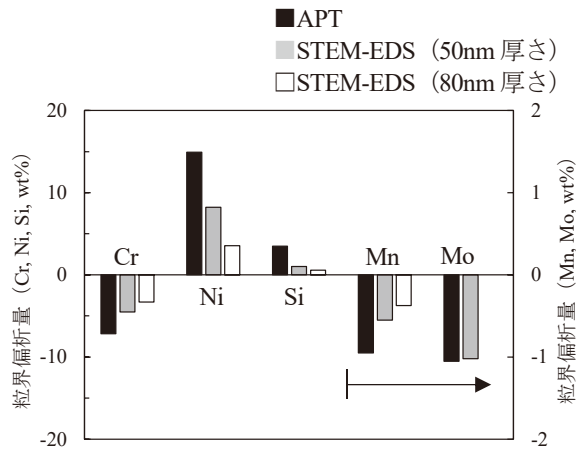 APT
STEM-EDS（50nm 厚さ）
STEM-EDS（80nm 厚さ）
粒界偏析量（Cr, Ni, Si, wt%）
20
10
0
-10
-20
Cr
Ni
Si
Mn
Mo
2
1
0
-1
-2
粒界偏析量（Mn, Mo, wt%）